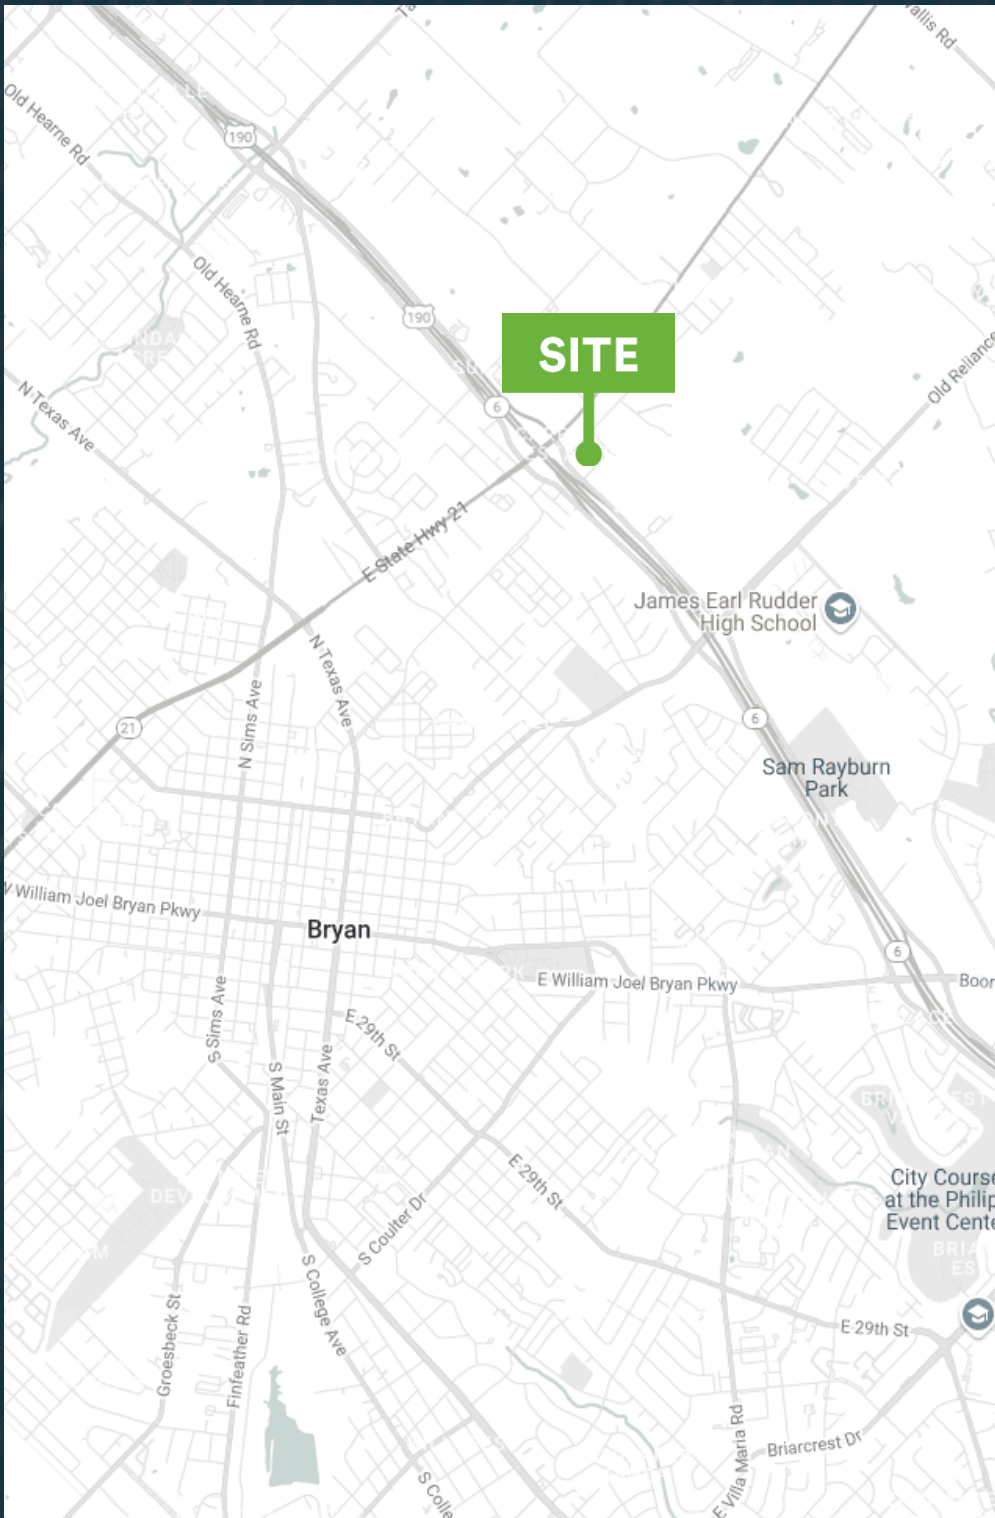 allis Rd
190
Old Hearne Rd
Old Hearne Rd
190
SITE
6
Old Reliance
N Texas Ave
E State Hwy 21
James Earl Rudder
High School
N Texas Ave
N Sims Ave
21
6
Sam Rayburn
Park
W William Joel Bryan Pkwy
Bryan
6
E William Joel Bryan Pkwy
Boon
S Sims Ave
E 29th St
Texas Ave
S Main St
E 29th St
City Course
at the Philip
Event Cente
S Coulter Dr
S College Ave
Groesbeck St
Finfeather Rd
E 29th St
E Villa Maria Rd
Briarcrest Dr
S Colle